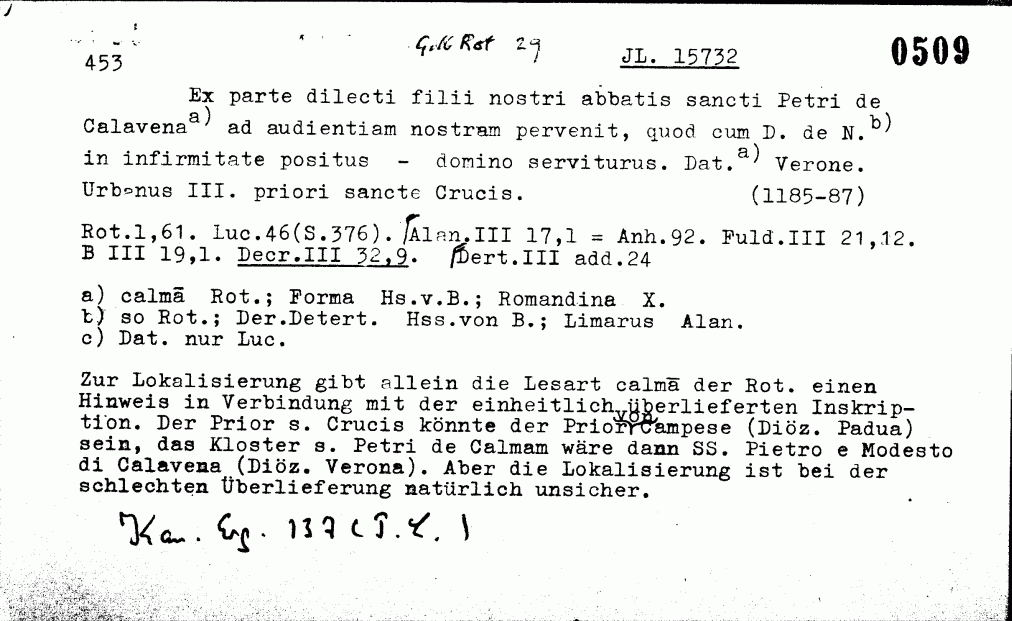 G.K Rot 29
0509
453
JL. 15732
Ex parte dilecti filii nostri abbatis sancti Petri de
Calavena a) ad audientiam nostram pervenit, quod cum D. de N. b)
in infirmitate positus - domino serviturus. Dat. a) Verone.
Urbanus III. priori sancte Crucis. (1185-87)
Rot.1,61. Luc.46(S.376). Alan.III 17,1 = Anh.92. Fuld.III 21,12.
B III 19,1. Decr.III 32,9. Dert.III add.24
a) calmā Rot.; Forma Hs.v.B.; Romandina X.
b) so Rot.; Der.Detert. Hss.von B.; Limarus Alan.
c) Dat. nur Luc.
Zur Lokalisierung gibt allein die Lesart calmā der Rot. einen
Hinweis in Verbindung mit der einheitlich überlieferten Inskrip-
tion. Der Prior s. Crucis könnte der Prior von Campese (Diöz. Padua)
sein, das Kloster s. Petri de Calmam wäre dann SS. Pietro e Modesto
di Calavena (Diöz. Verona). Aber die Lokalisierung ist bei der
schlechten Überlieferung natürlich unsicher.
Kan. Erg. 137